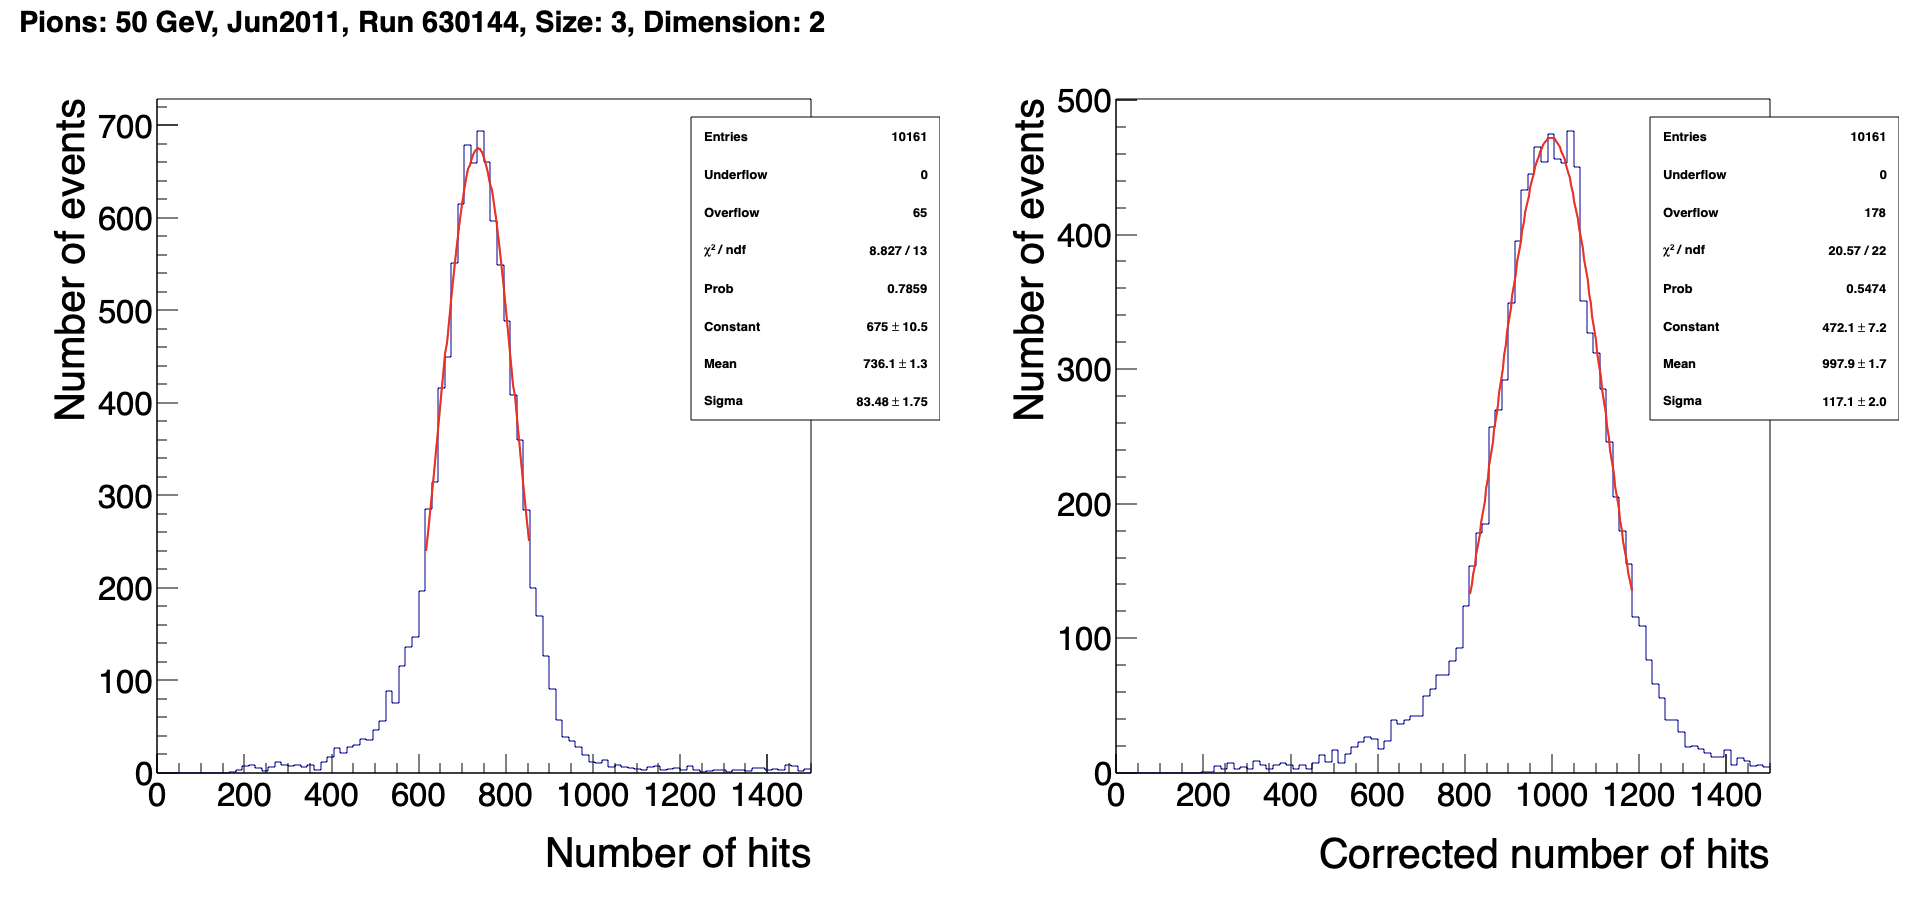 Pions: 50 GeV, Jun2011, Run 630144, Size: 3, Dimension: 2
Number of events
700
600
500
400
300
200
100
0
0 200 400 600 800 1000 1200 1400
Number of hits
Entries 10161
Underflow 0
Overflow 65
χ² / ndf 8.827 / 13
Prob 0.7859
Constant 675 ± 10.5
Mean 736.1 ± 1.3
Sigma 83.48 ± 1.75
Number of events
500
400
300
200
100
0
0 200 400 600 800 1000 1200 1400
Corrected number of hits
Entries 10161
Underflow 0
Overflow 178
χ² / ndf 20.57 / 22
Prob 0.5474
Constant 472.1 ± 7.2
Mean 997.9 ± 1.7
Sigma 117.1 ± 2.0